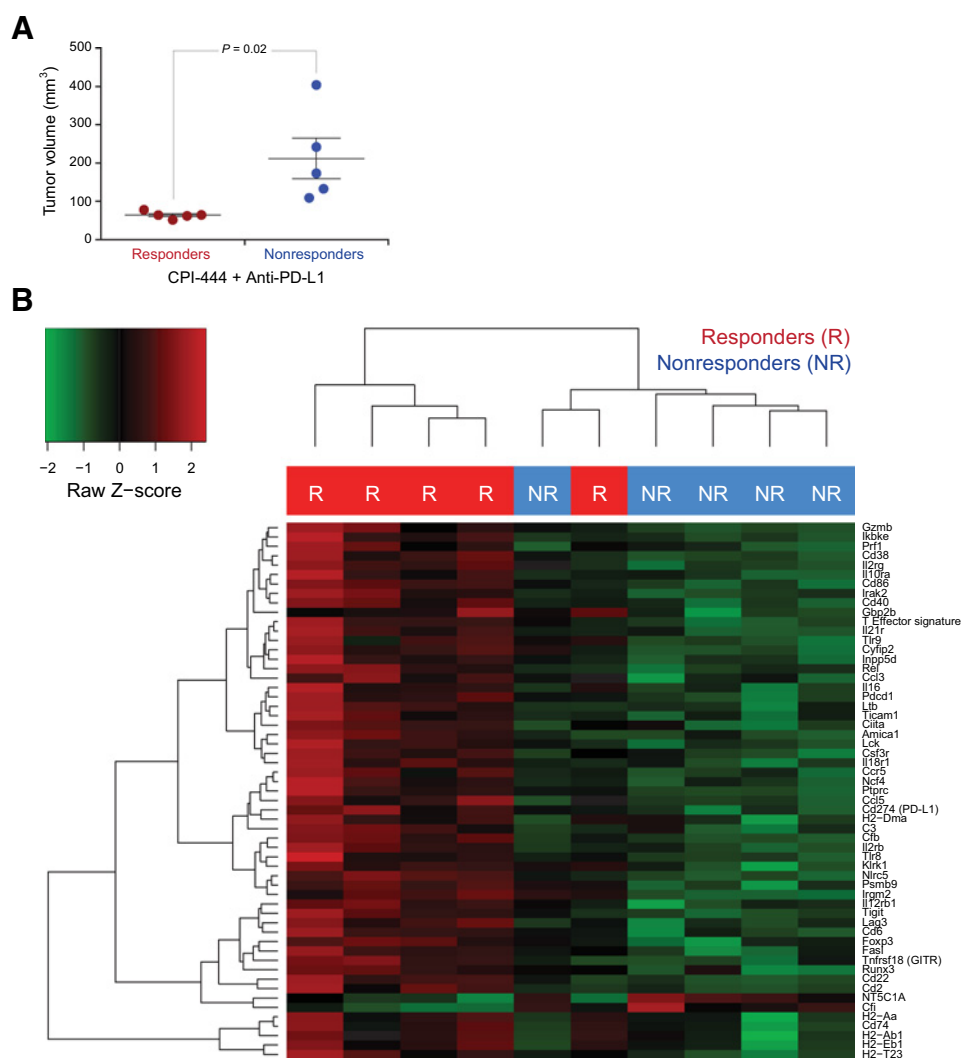 A
500
400
300
200
100
0
Tumor volume (mm³)
P = 0.02
Responders
Nonresponders
CPI-444 + Anti-PD-L1
B
−2 −1 0 1 2
Raw Z−score
Responders (R)
Nonresponders (NR)
R R R R NR R NR NR NR NR
Gzmb
Ikbke
Prf1
Cd38
Il2rg
Il10ra
Cd86
Irak2
Cd40
Gbp2b
T Effector signature
Il21r
Tlr9
Cyfip2
Inpp5d
Rel
Ccl3
Il16
Pdcd1
Ltb
Ticam1
Ciita
Amica1
Lck
Csf3r
Il18r1
Ccr5
Ncf4
Ptprc
Ccl5
Cd274 (PD-L1)
H2−Dma
C3
Cfb
Il2rb
Tlr8
Klrk1
Nlrc5
Psmb9
Irgm2
Il12rb1
Tigit
Lag3
Cd6
Foxp3
Fasl
Tnfrsf18 (GITR)
Runx3
Cd22
Cd2
NT5C1A
Cfi
H2−Aa
Cd74
H2−Ab1
H2−Eb1
H2−T23